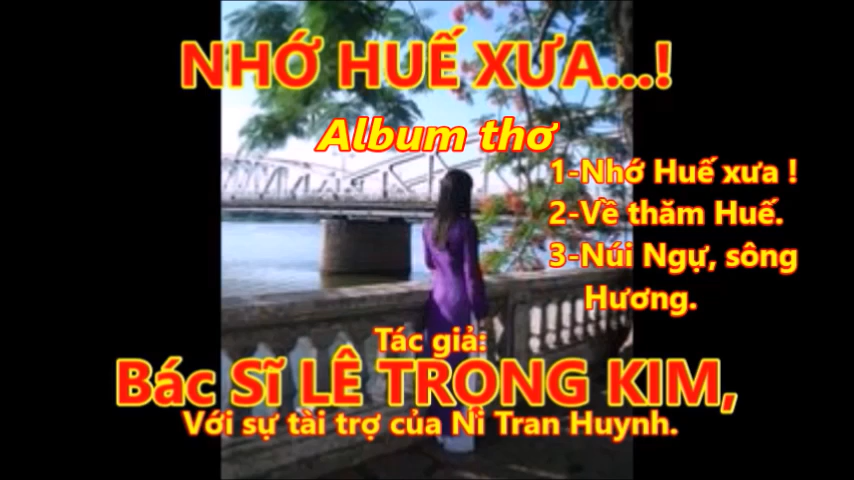 NHỚ HUẾ XƯA...!
Album thơ
1-Nhớ Huế xưa !
2-Về thăm Huế.
3-Núi Ngự, sông
Hương.
Tác giả:
Bác Sĩ LÊ TRỌNG KIM,
Với sự tài trợ của Ni Tran Huynh.